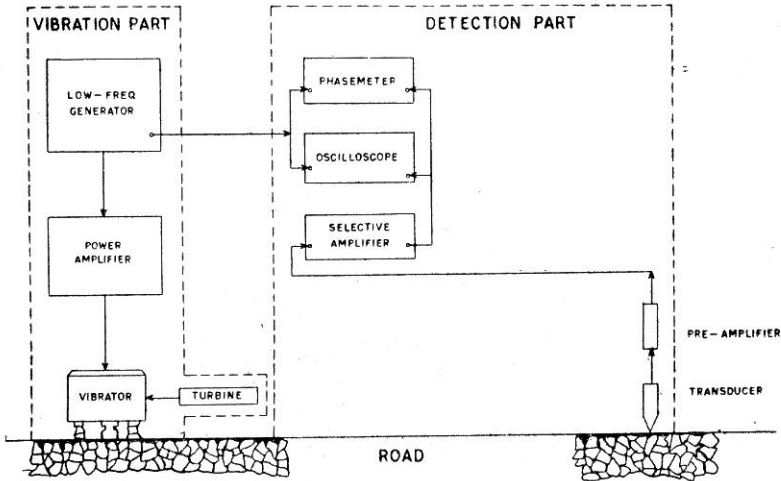 VIBRATION PART
DETECTION PART
LOW-FREQ
GENERATOR
PHASEMETER
OSCILLOSCOPE
SELECTIVE
AMPLIFIER
POWER
AMPLIFIER
PRE-AMPLIFIER
TRANSDUCER
VIBRATOR
TURBINE
ROAD